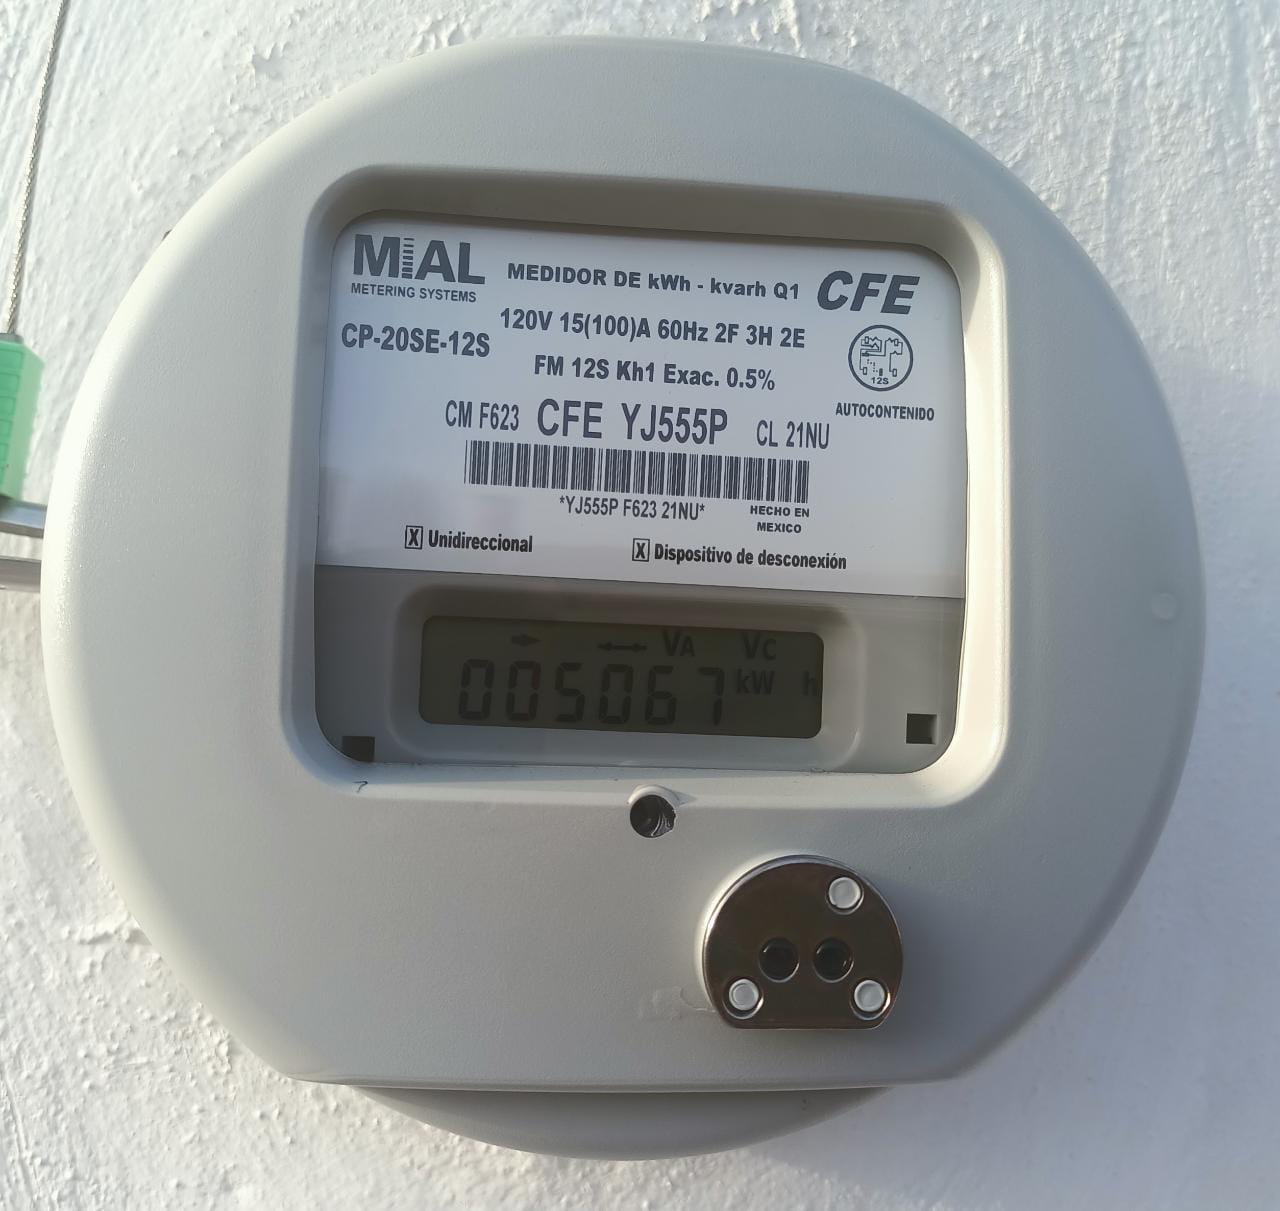 MIAL
METERING SYSTEMS
MEDIDOR DE kWh - kvarh Q1
CFE
CP-20SE-12S
120V 15(100)A 60Hz 2F 3H 2E
FM 12S Kh1 Exac. 0.5%
12S
AUTOCONTENIDO
CM F623 CFE YJ555P CL 21NU
*YJ555P F623 21NU*
HECHO EN
MEXICO
X Unidireccional
X Dispositivo de desconexión
VA VC
005067 kW h